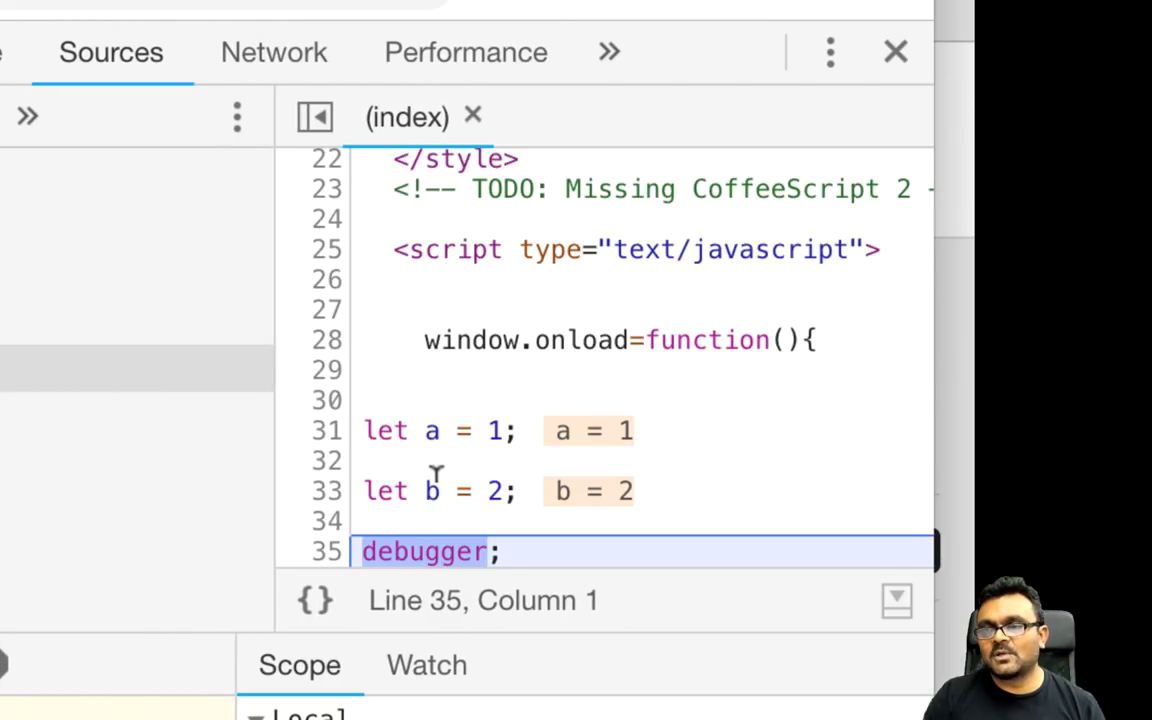 Sources Network Performance
(index)
22 </style>
23 <!-- TODO: Missing CoffeeScript 2
24
25 <script type="text/javascript">
26
27
28 window.onload=function(){
29
30
31 let a = 1; a = 1
32
33 let b = 2; b = 2
34
35 debugger;
{} Line 35, Column 1
Scope Watch
Local